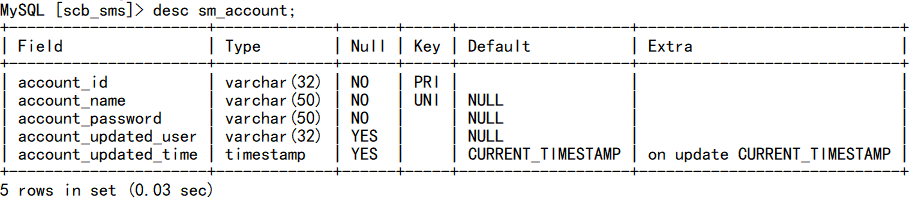 MySQL [scb_sms]> desc sm_account;
+----------------------+-------------+------+-----+-------------------+-----------------------------+
| Field                | Type        | Null | Key | Default           | Extra                       |
+----------------------+-------------+------+-----+-------------------+-----------------------------+
| account_id           | varchar(32) | NO   | PRI |                   |                             |
| account_name         | varchar(50) | NO   | UNI | NULL              |                             |
| account_password     | varchar(50) | NO   |     | NULL              |                             |
| account_updated_user | varchar(32) | YES  |     | NULL              |                             |
| account_updated_time | timestamp   | YES  |     | CURRENT_TIMESTAMP | on update CURRENT_TIMESTAMP |
+----------------------+-------------+------+-----+-------------------+-----------------------------+
5 rows in set (0.03 sec)